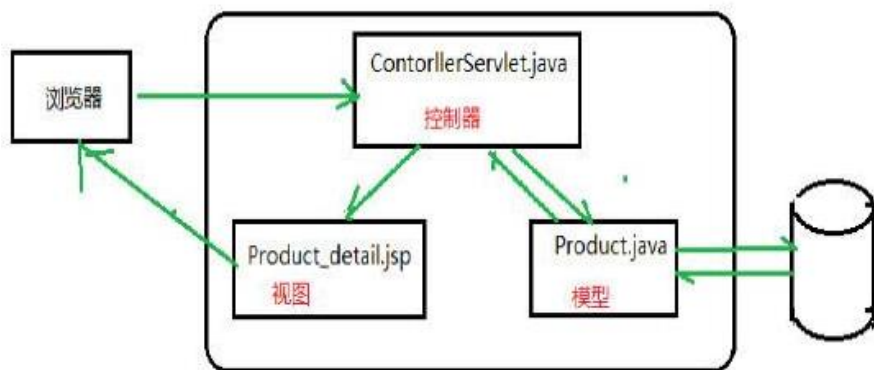 浏览器
ContorllerServlet.java
控制器
Product_detail.jsp
视图
Product.java
模型